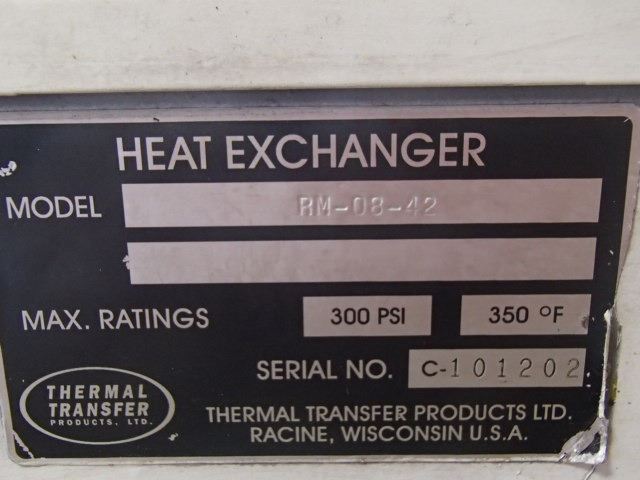 HEAT EXCHANGER
MODEL RM-08-42
MAX. RATINGS 300 PSI 350 °F
SERIAL NO. C-101202
THERMAL
TRANSFER
PRODUCTS, LTD.
THERMAL TRANSFER PRODUCTS LTD.
RACINE, WISCONSIN U.S.A.